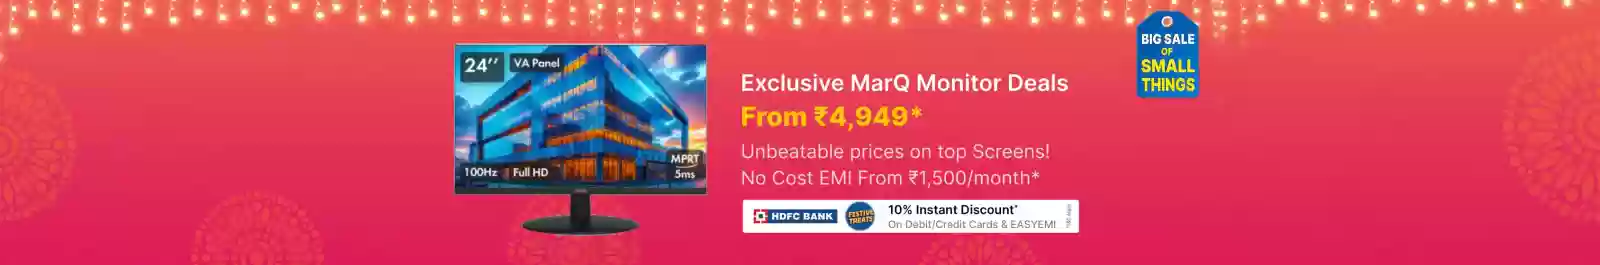 BIG SALE
OF
SMALL
THINGS
24’’
VA Panel
100Hz
Full HD
MPRT
5ms
Exclusive MarQ Monitor Deals
From ₹4,949*
Unbeatable prices on top Screens!
No Cost EMI From ₹1,500/month*
HDFC BANK
FESTIVE
TREATS
10% Instant Discount*
On Debit/Credit Cards & EASYEMI